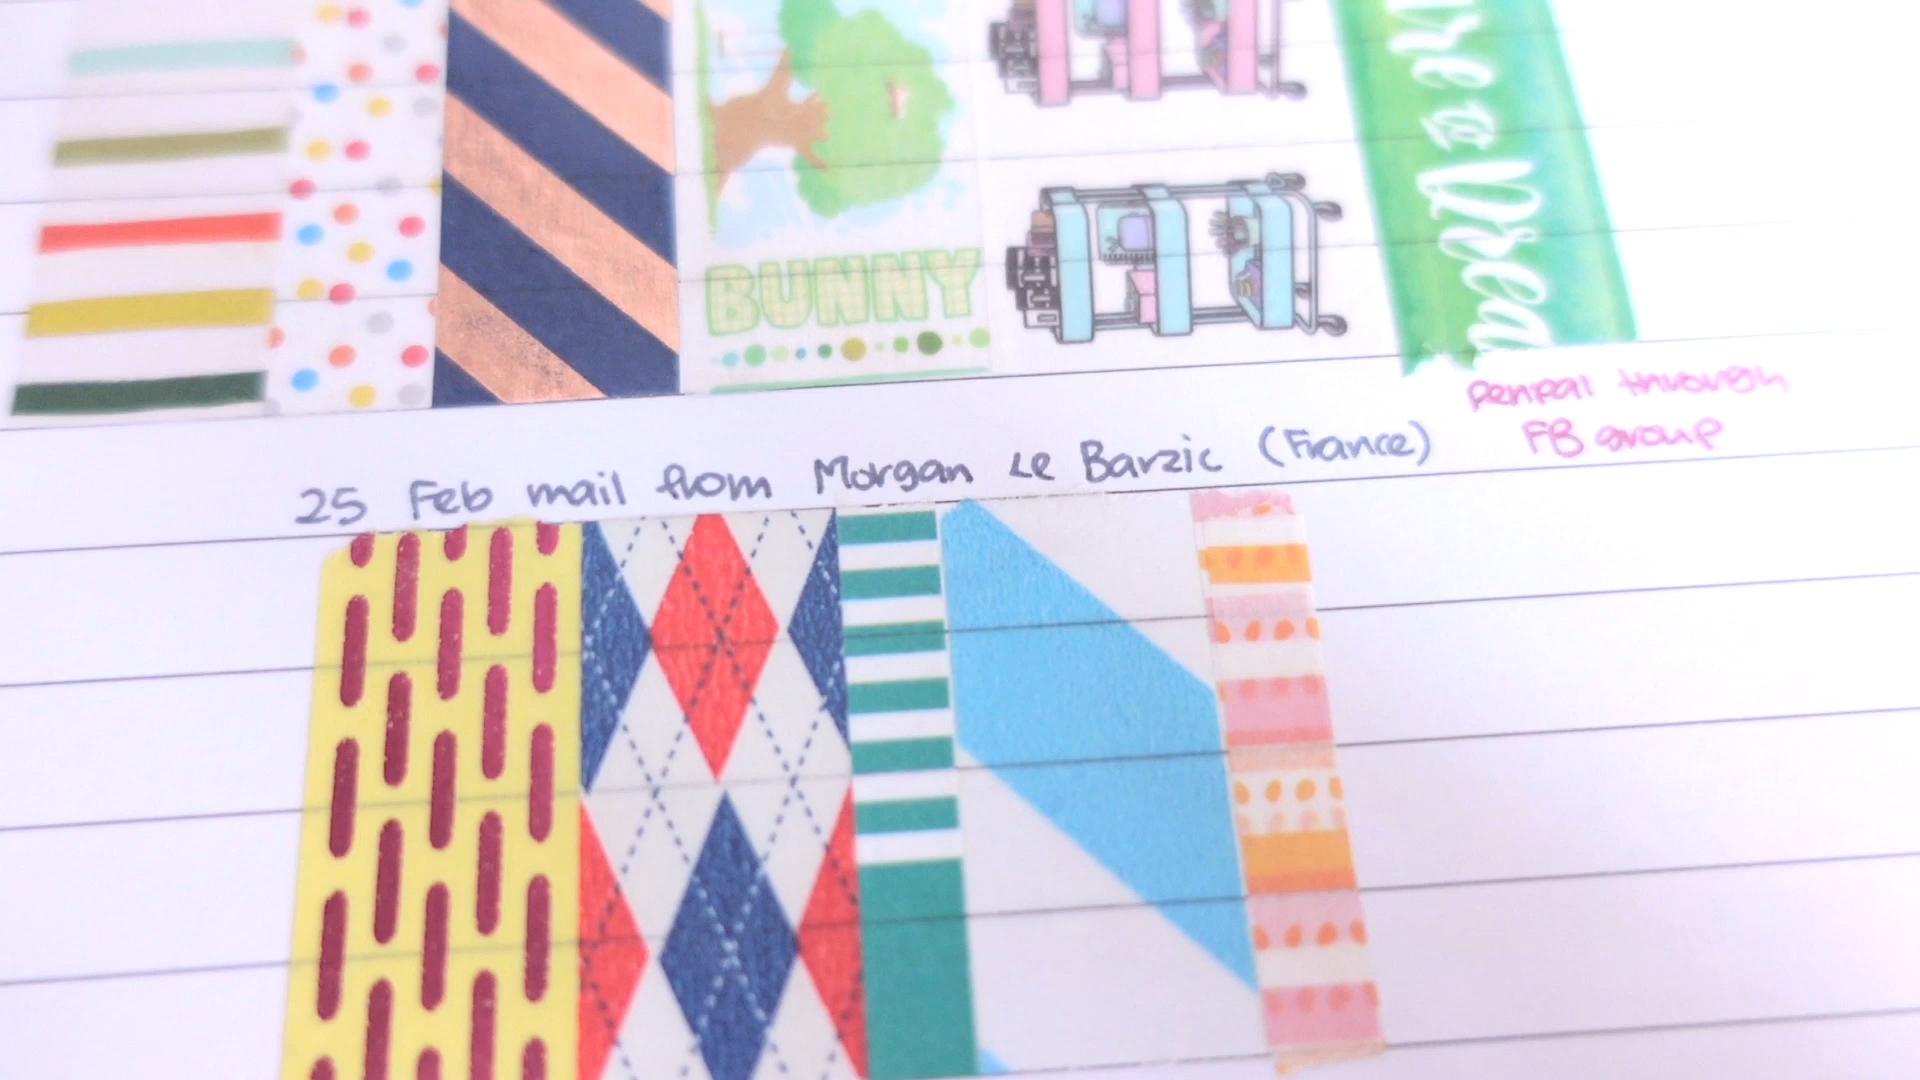 BUNNY
penpal through
FB group
25 Feb mail from Morgan Le Barzic (France)